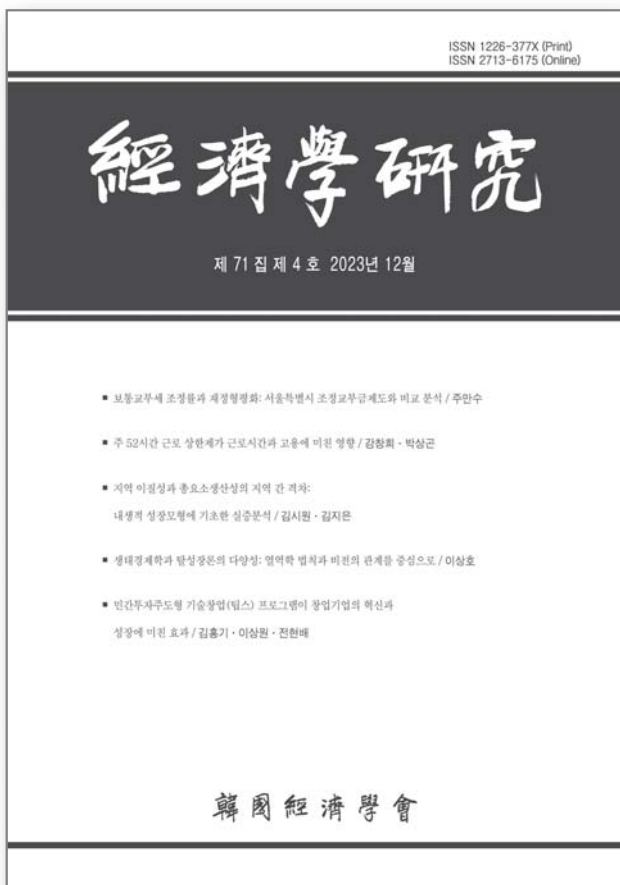 ISSN 1226-377X (Print)
ISSN 2713-6175 (Online)
經濟學硏究
제 71 집 제 4 호 2023년 12월
■ 보통교부세 조정률과 재정형평화: 서울특별시 조정교부금제도와 비교 분석 / 주만수
■ 주 52시간 근로 상한제가 근로시간과 고용에 미친 영향 / 강창희・박상곤
■ 지역 이질성과 총요소생산성의 지역 간 격차:
내생적 성장모형에 기초한 실증분석 / 김시원・김지은
■ 생태경제학과 탈성장론의 다양성: 열역학 법칙과 비전의 관계를 중심으로 / 이상호
■ 민간투자주도형 기술창업(팁스) 프로그램이 창업기업의 혁신과
성장에 미친 효과 / 김홍기・이상원・전현배
韓國經濟學會